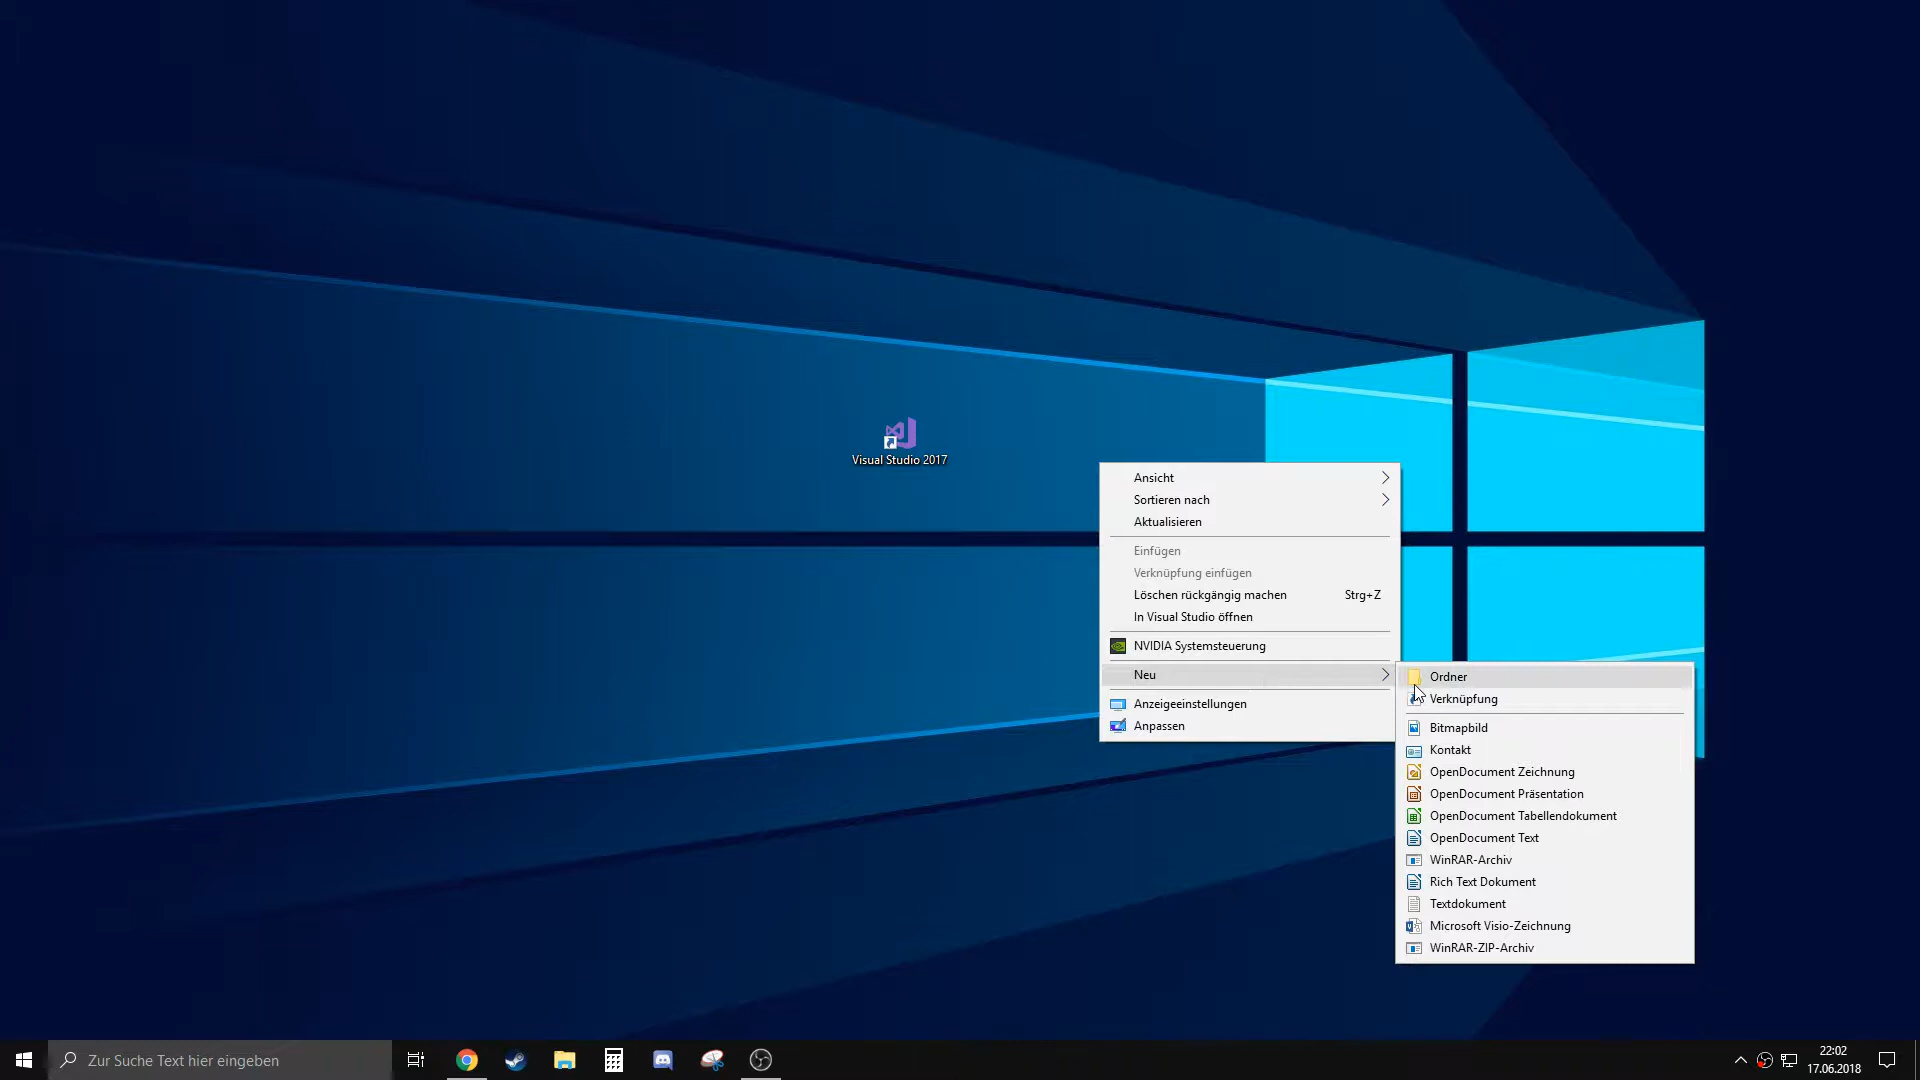 Visual Studio 2017
Ansicht
Sortieren nach
Aktualisieren
Einfügen
Verknüpfung einfügen
Löschen rückgängig machen Strg+Z
In Visual Studio öffnen
NVIDIA Systemsteuerung
Neu
Anzeigeeinstellungen
Anpassen
Ordner
Verknüpfung
Bitmapbild
Kontakt
OpenDocument Zeichnung
OpenDocument Präsentation
OpenDocument Tabellendokument
OpenDocument Text
WinRAR-Archiv
Rich Text Dokument
Textdokument
Microsoft Visio-Zeichnung
WinRAR-ZIP-Archiv
Zur Suche Text hier eingeben
22:02
17.06.2018